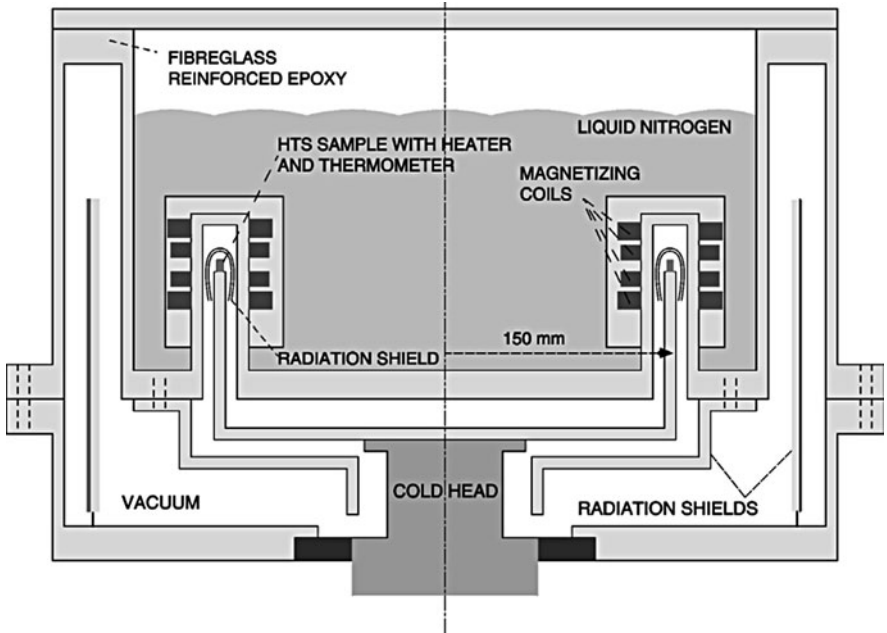 FIBREGLASS
REINFORCED EPOXY
LIQUID NITROGEN
HTS SAMPLE WITH HEATER
AND THERMOMETER
MAGNETIZING
COILS
150 mm
RADIATION SHIELD
COLD HEAD
VACUUM
RADIATION SHIELDS